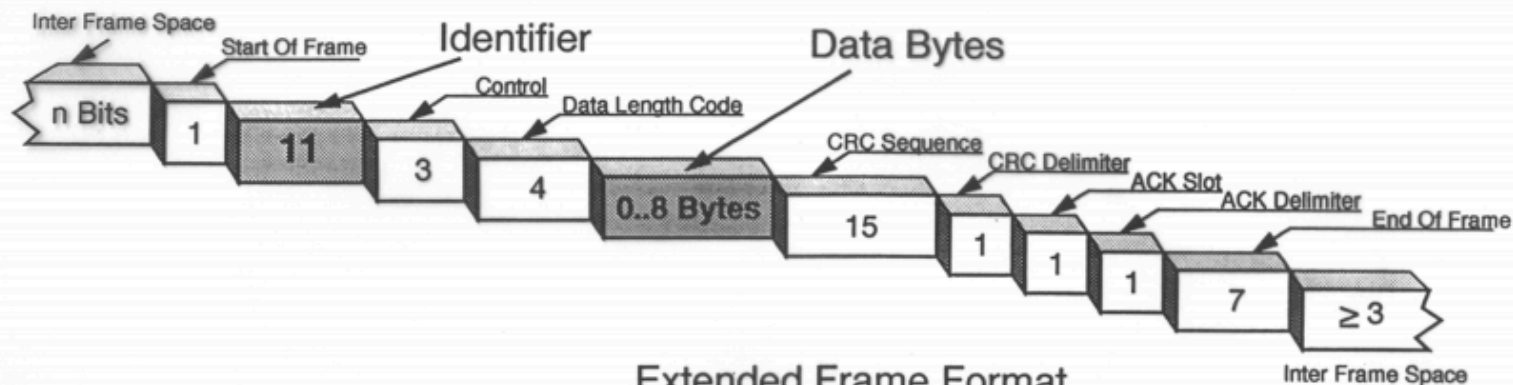 Inter Frame Space
Start Of Frame
Identifier
Control
Data Length Code
Data Bytes
CRC Sequence
CRC Delimiter
ACK Slot
ACK Delimiter
End Of Frame
n Bits
1
11
3
4
0..8 Bytes
15
1
1
1
7
≥ 3
Inter Frame Space
Extended Frame Format